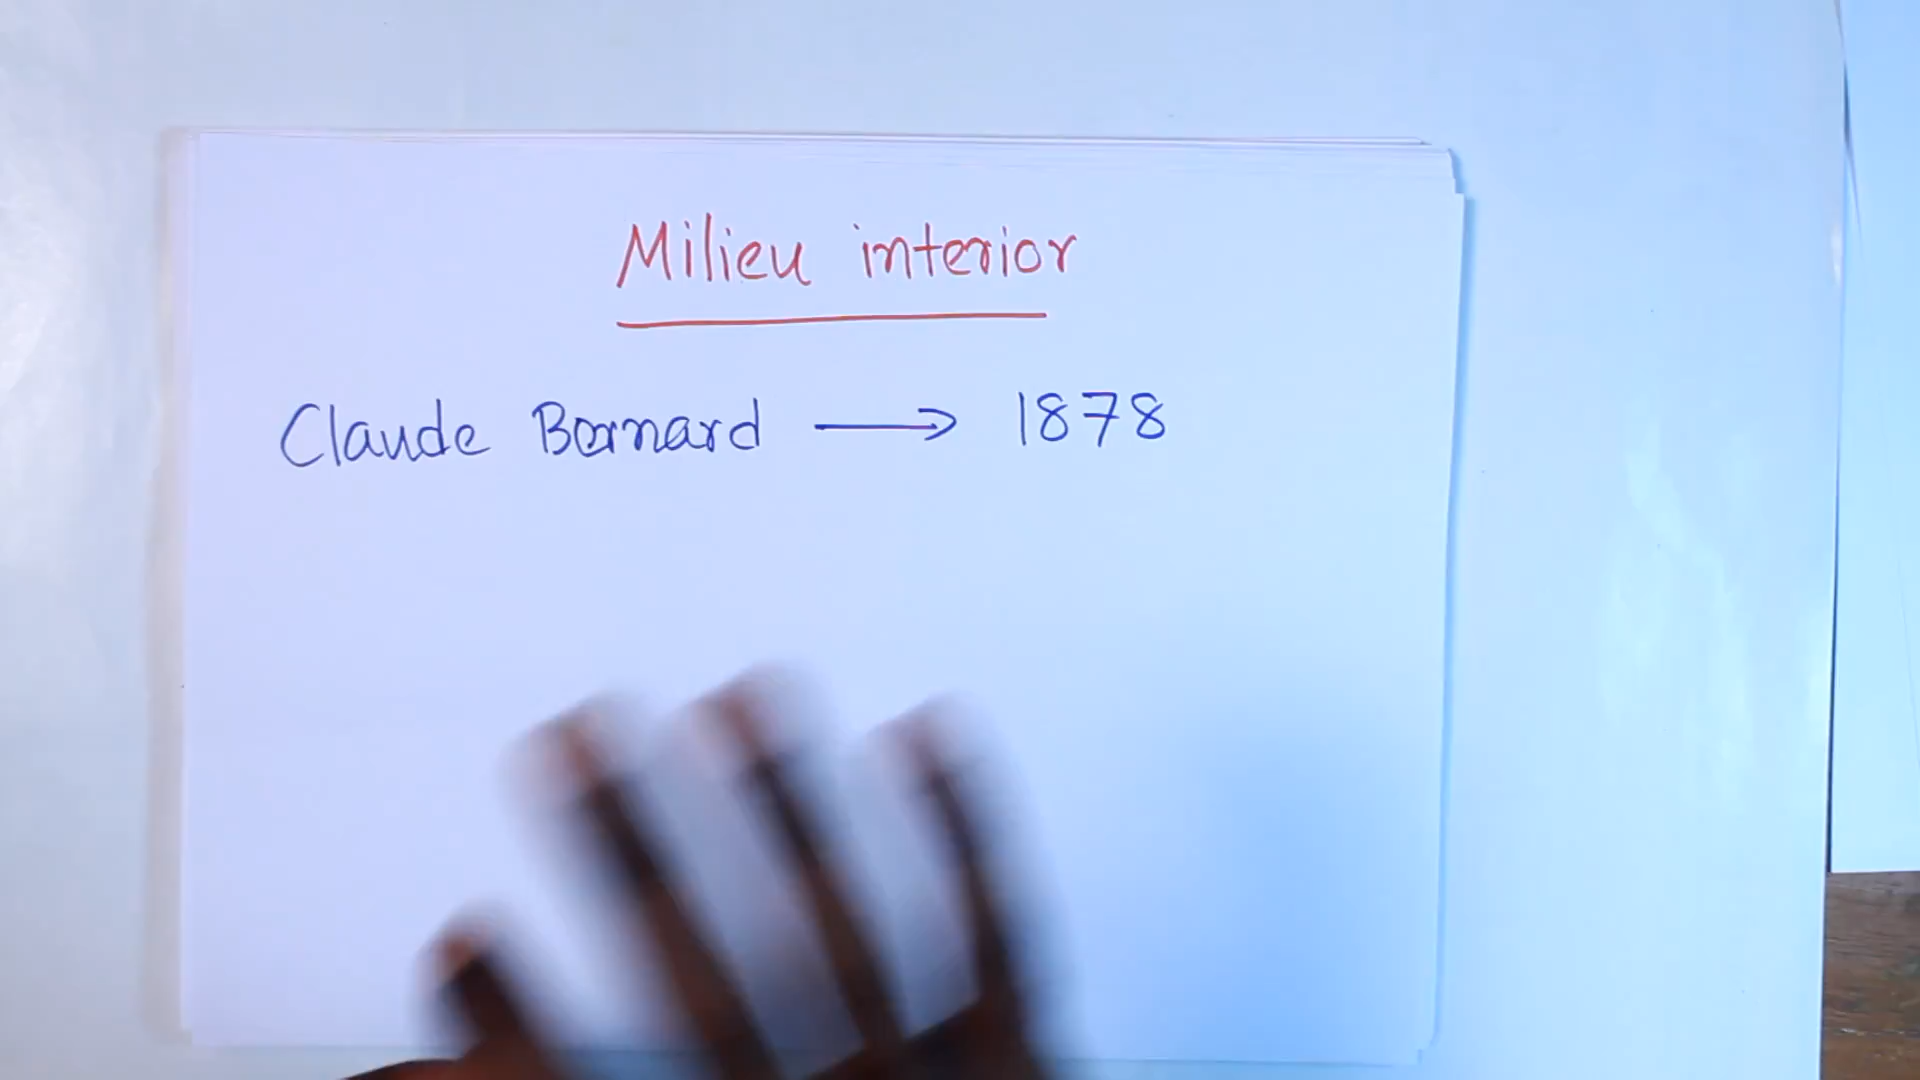 Milieu interior
Claude Bernard → 1878